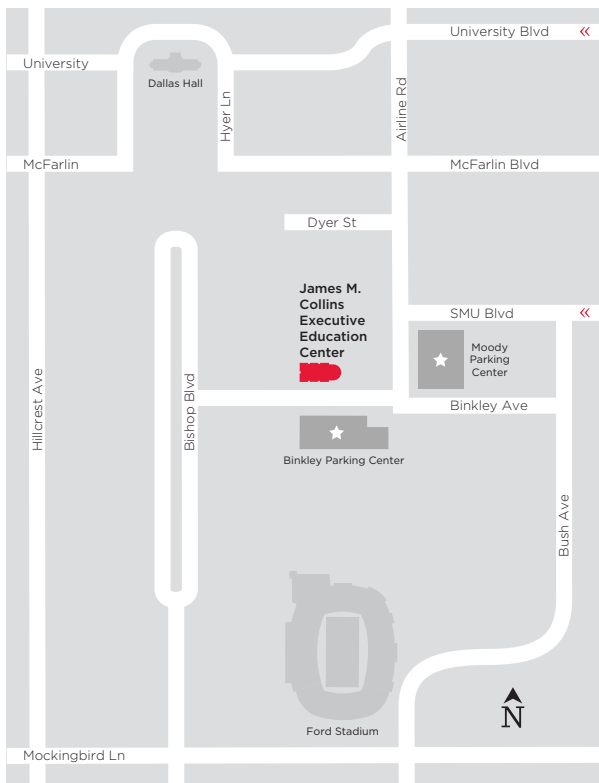 University Blvd
University
Dallas Hall
Hyer Ln
Airline Rd
McFarlin
McFarlin Blvd
Dyer St
James M.
Collins
Executive
Education
Center
SMU Blvd
Moody
Parking
Center
Hillcrest Ave
Bishop Blvd
Binkley Ave
Binkley Parking Center
Bush Ave
Ford Stadium
N
Mockingbird Ln